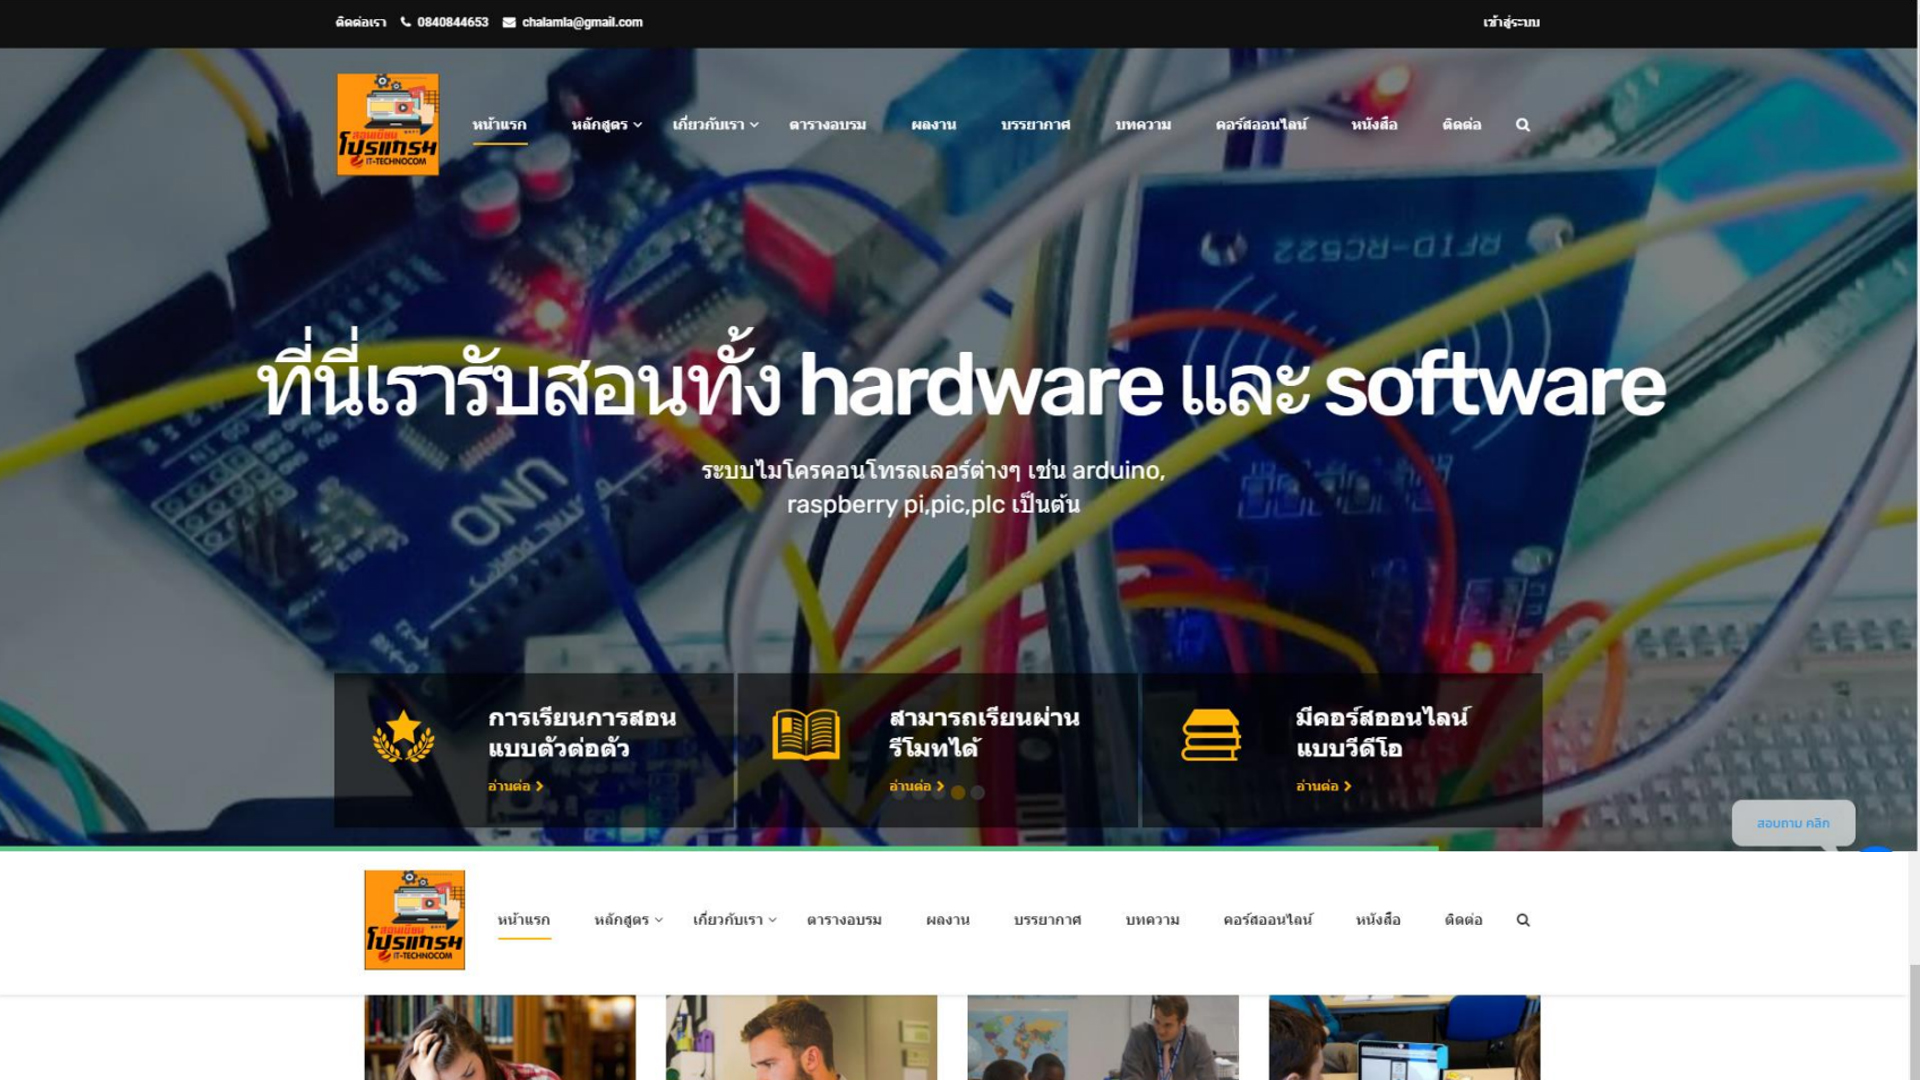 ติดต่อเรา 0840844653 chalamla@gmail.com เข้าสู่ระบบ
สอนเขียน
โปรแกรม
IT-TECHNOCOM
หน้าแรก หลักสูตร เกี่ยวกับเรา ตารางอบรม ผลงาน บรรยากาศ บทความ คอร์สออนไลน์ หนังสือ ติดต่อ
RFID-RC522
ที่นี่เรารับสอนทั้ง hardware และ software
UNO
ระบบไมโครคอนโทรลเลอร์ต่างๆ เช่น arduino,
raspberry pi,pic,plc เป็นต้น
การเรียนการสอน
แบบตัวต่อตัว
อ่านต่อ
สามารถเรียนผ่าน
รีโมทได้
อ่านต่อ
มีคอร์สออนไลน์
แบบวีดีโอ
อ่านต่อ
สอบถาม คลิก
สอนเขียน
โปรแกรม
IT-TECHNOCOM
หน้าแรก หลักสูตร เกี่ยวกับเรา ตารางอบรม ผลงาน บรรยากาศ บทความ คอร์สออนไลน์ หนังสือ ติดต่อ